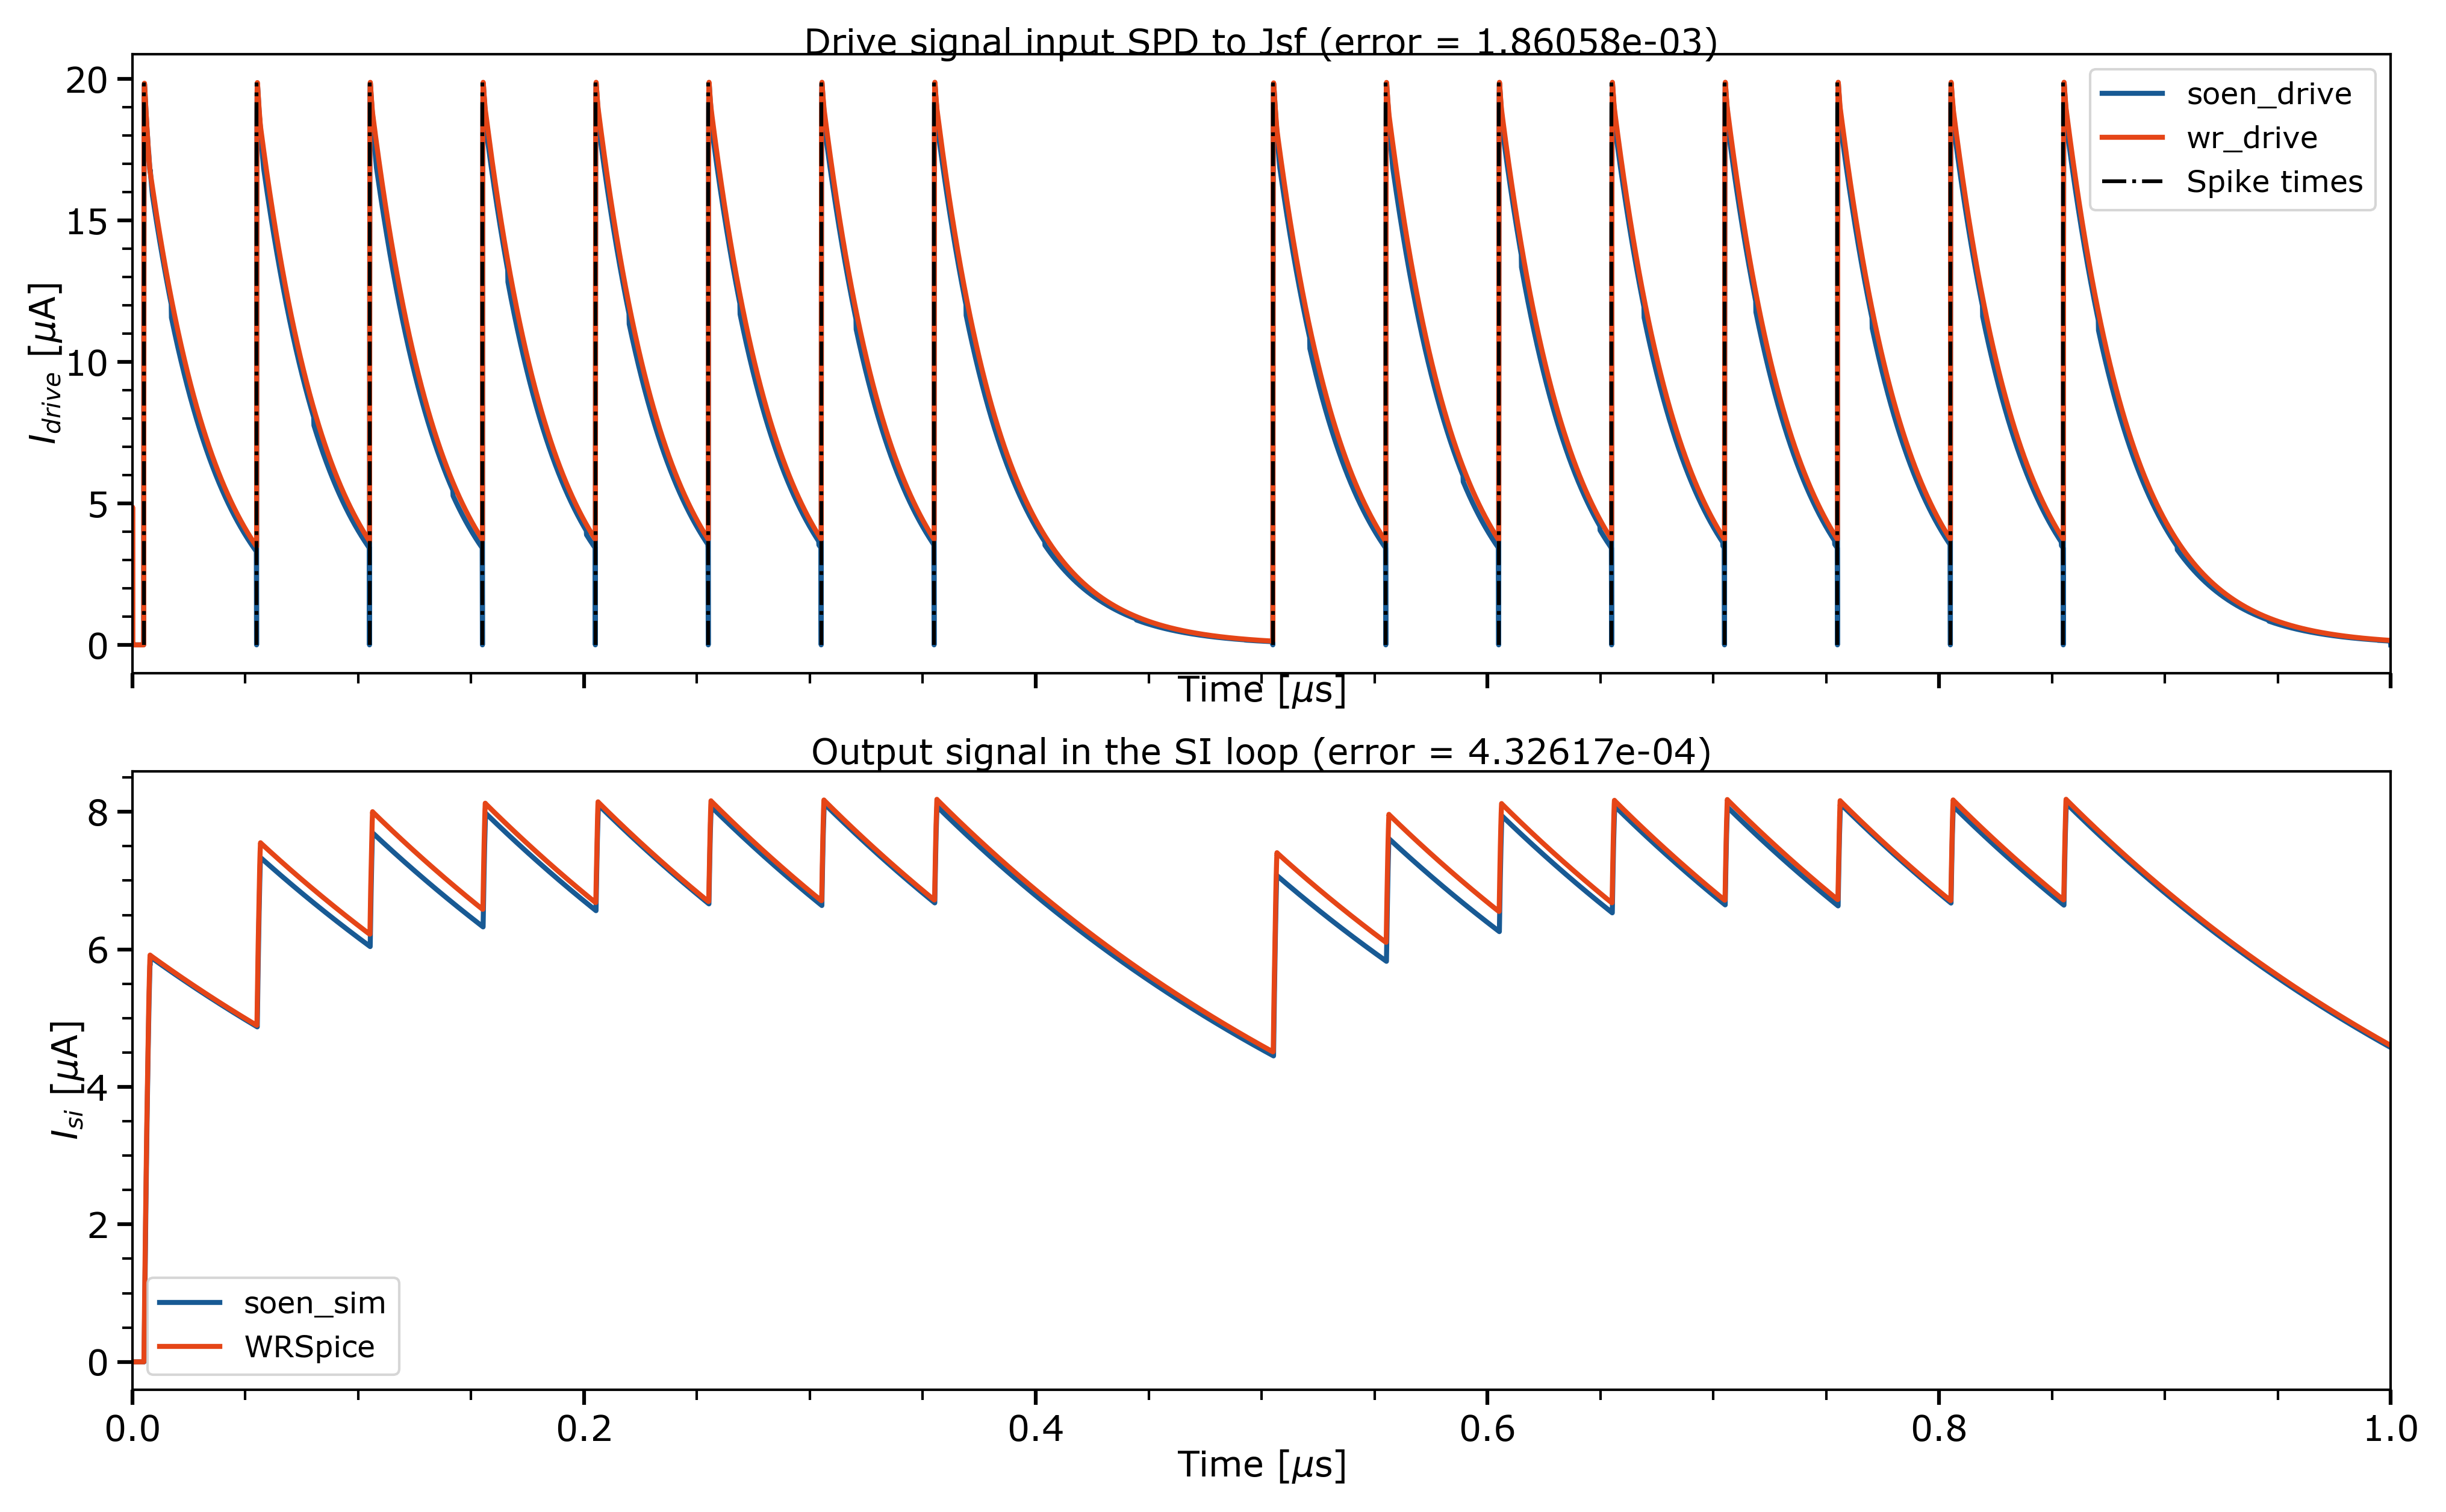 Drive signal input SPD to Jsf (error = 1.86058e-03)
20
15
10
5
0
I_drive [μA]
soen_drive
wr_drive
Spike times
Time [μs]
Output signal in the SI loop (error = 4.32617e-04)
8
6
4
2
0
I_si [μA]
soen_sim
WRSpice
0.0 0.2 0.4 0.6 0.8 1.0
Time [μs]